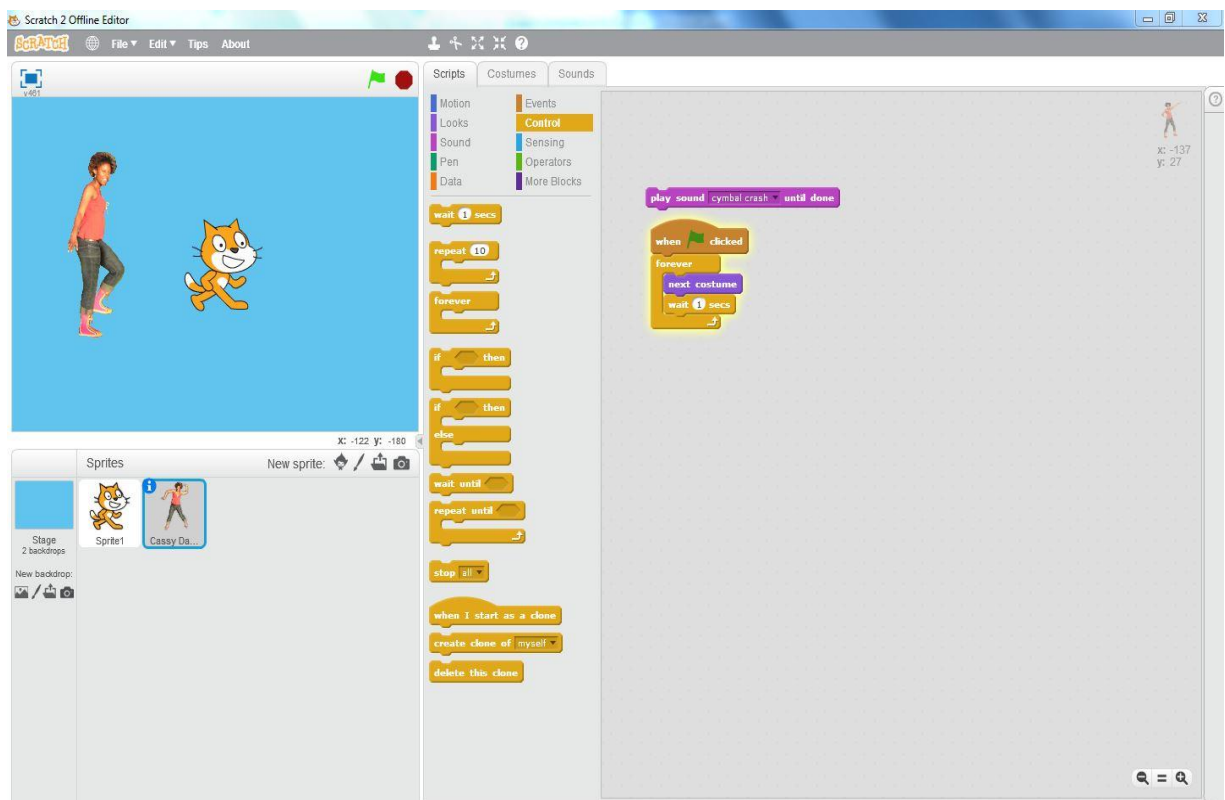 Scratch 2 Offline Editor
SCRATCH File Edit Tips About
v461
Scripts Costumes Sounds
Motion Events
Looks Control
Sound Sensing
Pen Operators
Data More Blocks
wait 1 secs
repeat 10
forever
if then
if then
else
wait until
repeat until
stop all
when I start as a clone
create clone of myself
delete this clone
play sound cymbal crash until done
when clicked
forever
next costume
wait 1 secs
x: -137
y: 27
X: -122 y: -180
Sprites New sprite:
Stage
2 backdrops
New backdrop:
Sprite1
Cassy Da...